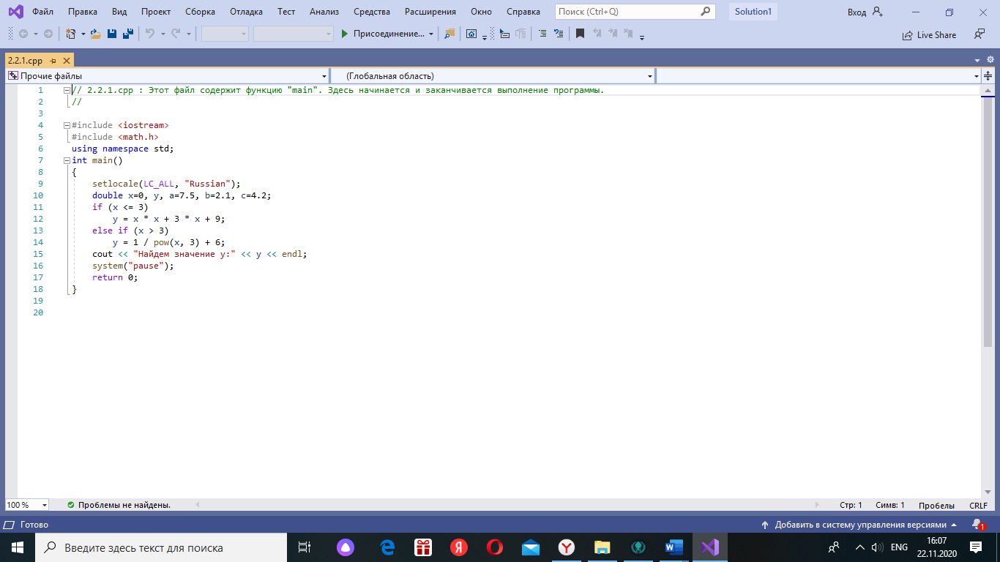 Файл Правка Вид Проект Сборка Отладка Тест Анализ Средства Расширения Окно Справка Поиск (Ctrl+Q) Solution1 Вход
Присоединение... Live Share
2.2.1.cpp
Прочие файлы (Глобальная область)
1 // 2.2.1.cpp : Этот файл содержит функцию "main". Здесь начинается и заканчивается выполнение программы.
2 //
3
4 #include <iostream>
5 #include <math.h>
6 using namespace std;
7 int main()
8 {
9 setlocale(LC_ALL, "Russian");
10 double x=0, y, a=7.5, b=2.1, c=4.2;
11 if (x <= 3)
12 y = x * x + 3 * x + 9;
13 else if (x > 3)
14 y = 1 / pow(x, 3) + 6;
15 cout << "Найдем значение y:" << y << endl;
16 system("pause");
17 return 0;
18 }
19
20
100 % Проблемы не найдены. Стр: 1 Симв: 1 Пробелы CRLF
Готово Добавить в систему управления версиями 1
Введите здесь текст для поиска ENG 16:07
22.11.2020